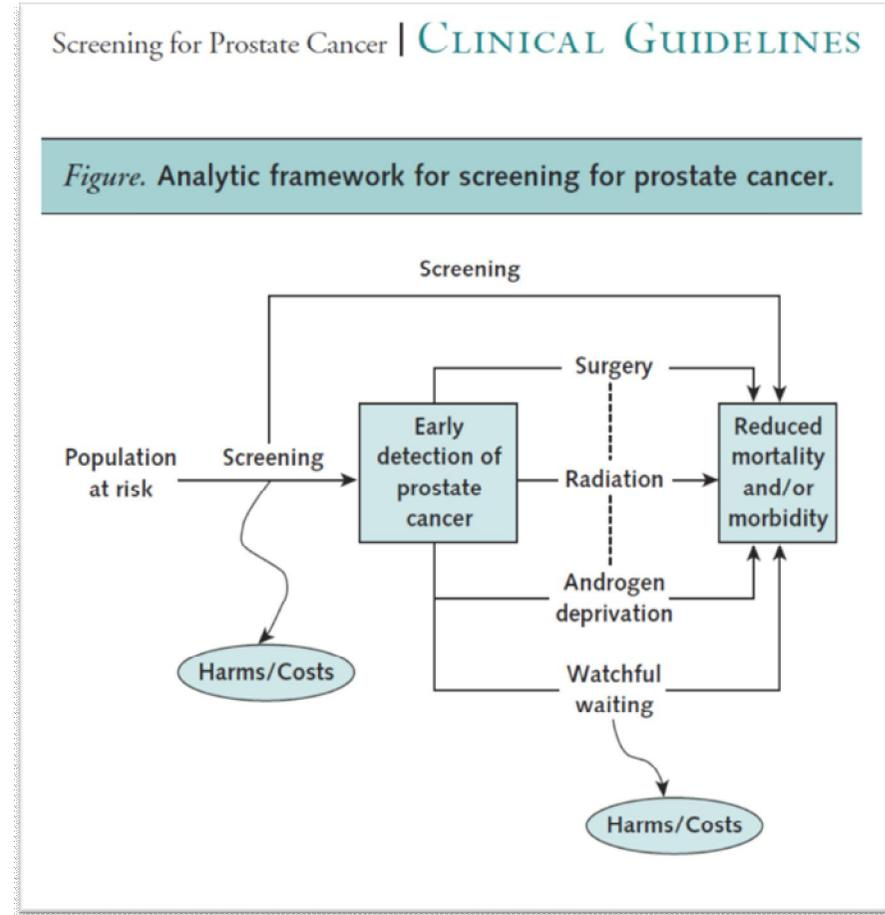 Screening for Prostate Cancer | CLINICAL GUIDELINES
Figure. Analytic framework for screening for prostate cancer.
Screening
Surgery
Population
at risk
Screening
Early
detection of
prostate
cancer
Radiation
Reduced
mortality
and/or
morbidity
Androgen
deprivation
Harms/Costs
Watchful
waiting
Harms/Costs